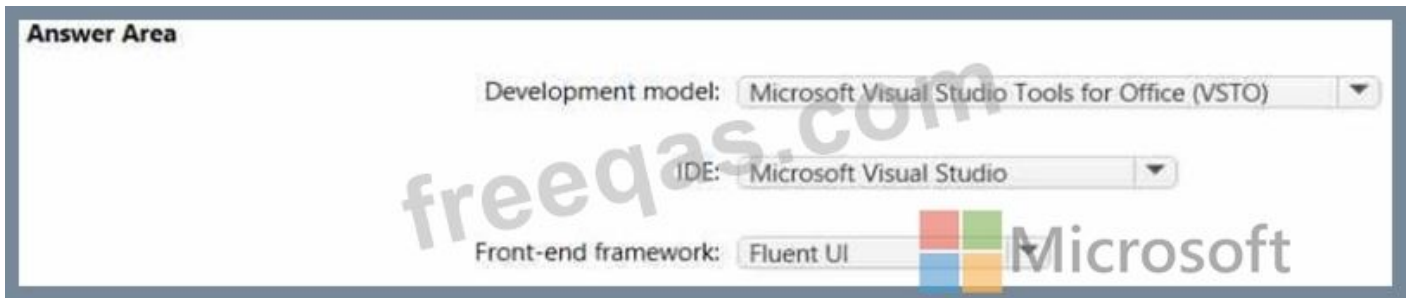 Answer Area
Development model: Microsoft Visual Studio Tools for Office (VSTO)
IDE: Microsoft Visual Studio
Front-end framework: Fluent UI
freeqas.com
Microsoft